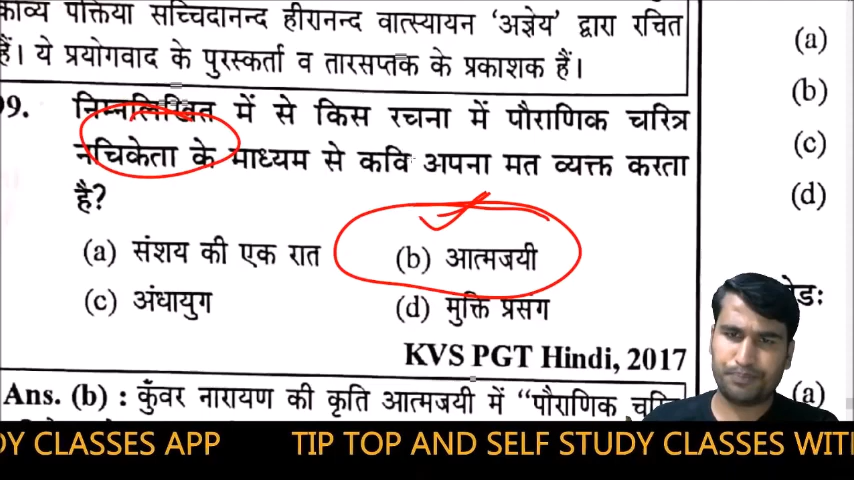 काव्य पंक्तिया सच्चिदानन्द हीरानन्द वात्स्यायन ‘अज्ञेय’ द्वारा रचित
हैं। ये प्रयोगवाद के पुरस्कर्ता व तारसप्तक के प्रकाशक हैं।
99. निम्नलिखित में से किस रचना में पौराणिक चरित्र
नचिकेता के माध्यम से कवि अपना मत व्यक्त करता
है?
(a) संशय की एक रात (b) आत्मजयी
(c) अंधायुग (d) मुक्ति प्रसंग
KVS PGT Hindi, 2017
Ans. (b) : कुँवर नारायण की कृति आत्मजयी में “पौराणिक
(a)
(b)
(c)
(d)
(a)
DY CLASSES APP TIP TOP AND SELF STUDY CLASSES WITH